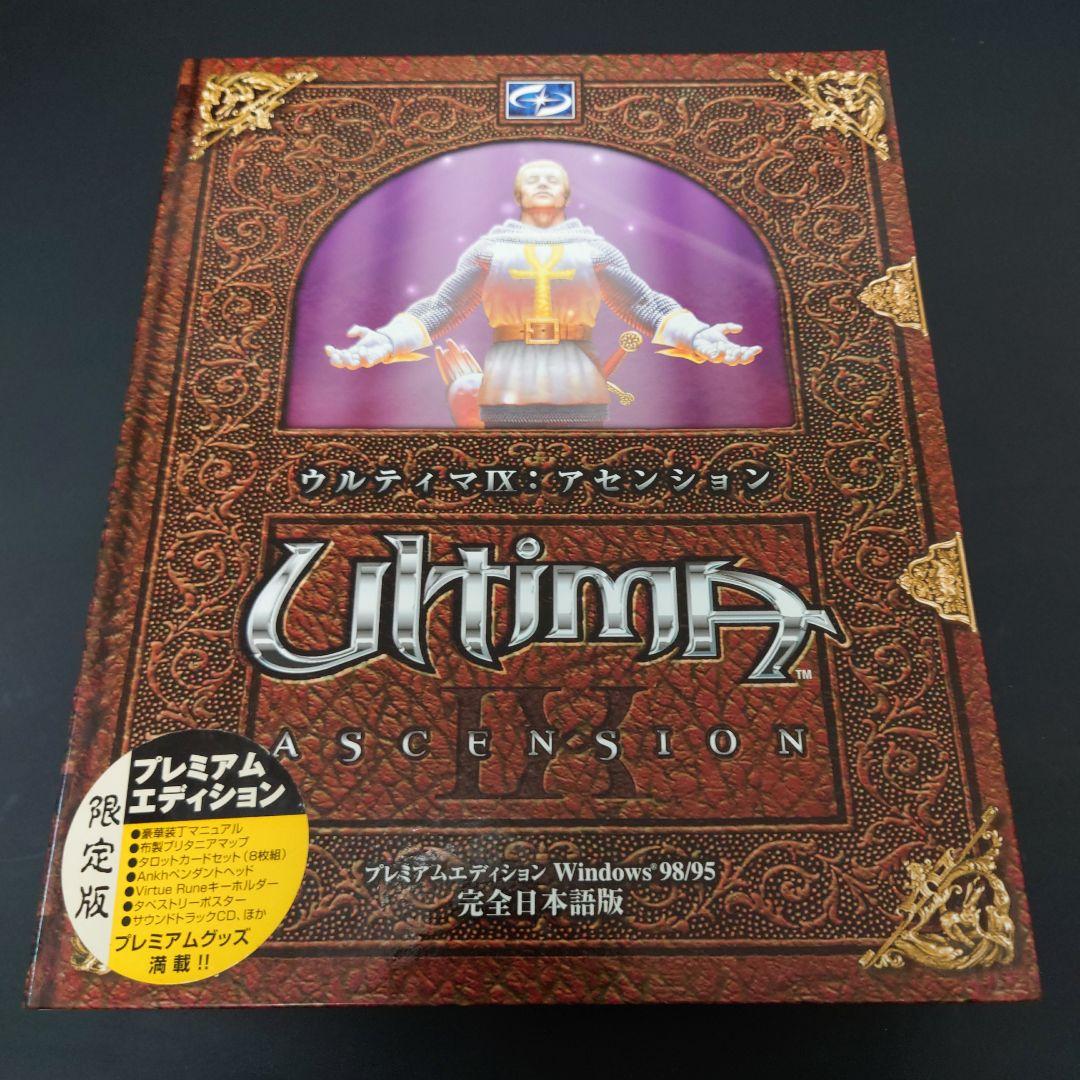 ウルティマIX：アセンション
Ultima™
IX
ASCENSION
プレミアムエディション Windows®98/95
完全日本語版
限定版
プレミアム
エディション
●豪華装丁マニュアル
●布製ブリタニアマップ
●タロットカードセット（8枚組）
●Ankhペンダントヘッド
●Virtue Runeキーホルダー
●タペストリーポスター
●サウンドトラックCD、ほか
プレミアムグッズ
満載!!